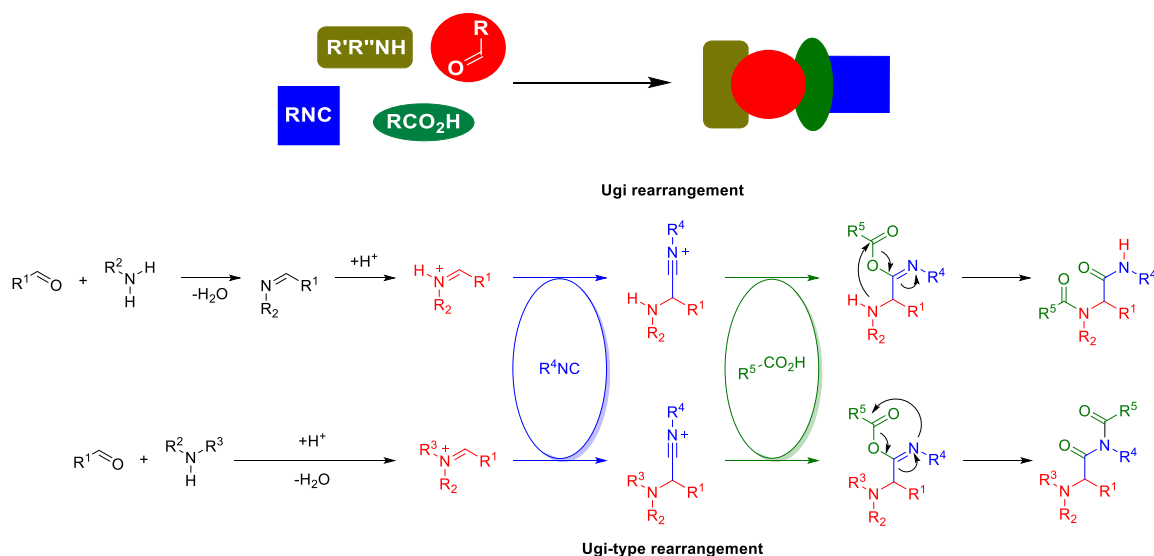 R'R"NH
R
O
RNC
RCO₂H
Ugi rearrangement
R¹ O + R² N H H -H₂O N R¹ R₂ +H⁺ H N + R¹ R₂ R⁴ N + H N R¹ R₂ R⁵ O O N R⁴ H N R¹ R₂ H O N R⁴ O R⁵ N R¹ R₂
R⁴NC
R⁵ CO₂H
R¹ O + R² N R³ H +H⁺ -H₂O R³ N + R¹ R₂ R⁴ N + R³ N R¹ R₂ R⁵ O O N R⁴ R³ N R¹ R₂ O R⁵ O N R⁴ R³ N R¹ R₂
Ugi-type rearrangement